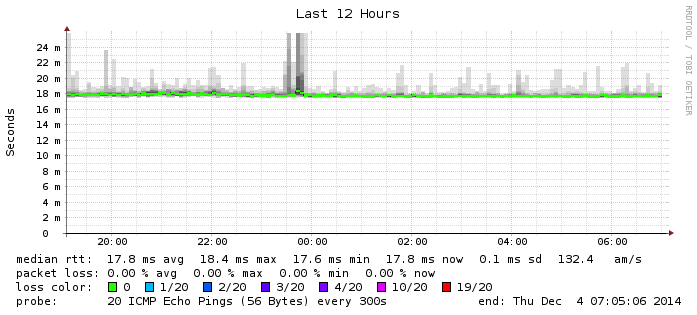 Last 12 Hours
RRDTOOL / TOBI OETIKER
Seconds
24 m
22 m
20 m
18 m
16 m
14 m
12 m
10 m
8 m
6 m
4 m
2 m
0
20:00 22:00 00:00 02:00 04:00 06:00
median rtt: 17.8 ms avg 18.4 ms max 17.6 ms min 17.8 ms now 0.1 ms sd 132.4 am/s
packet loss: 0.00 % avg 0.00 % max 0.00 % min 0.00 % now
loss color: 0 1/20 2/20 3/20 4/20 10/20 19/20
probe: 20 ICMP Echo Pings (56 Bytes) every 300s end: Thu Dec 4 07:05:06 2014